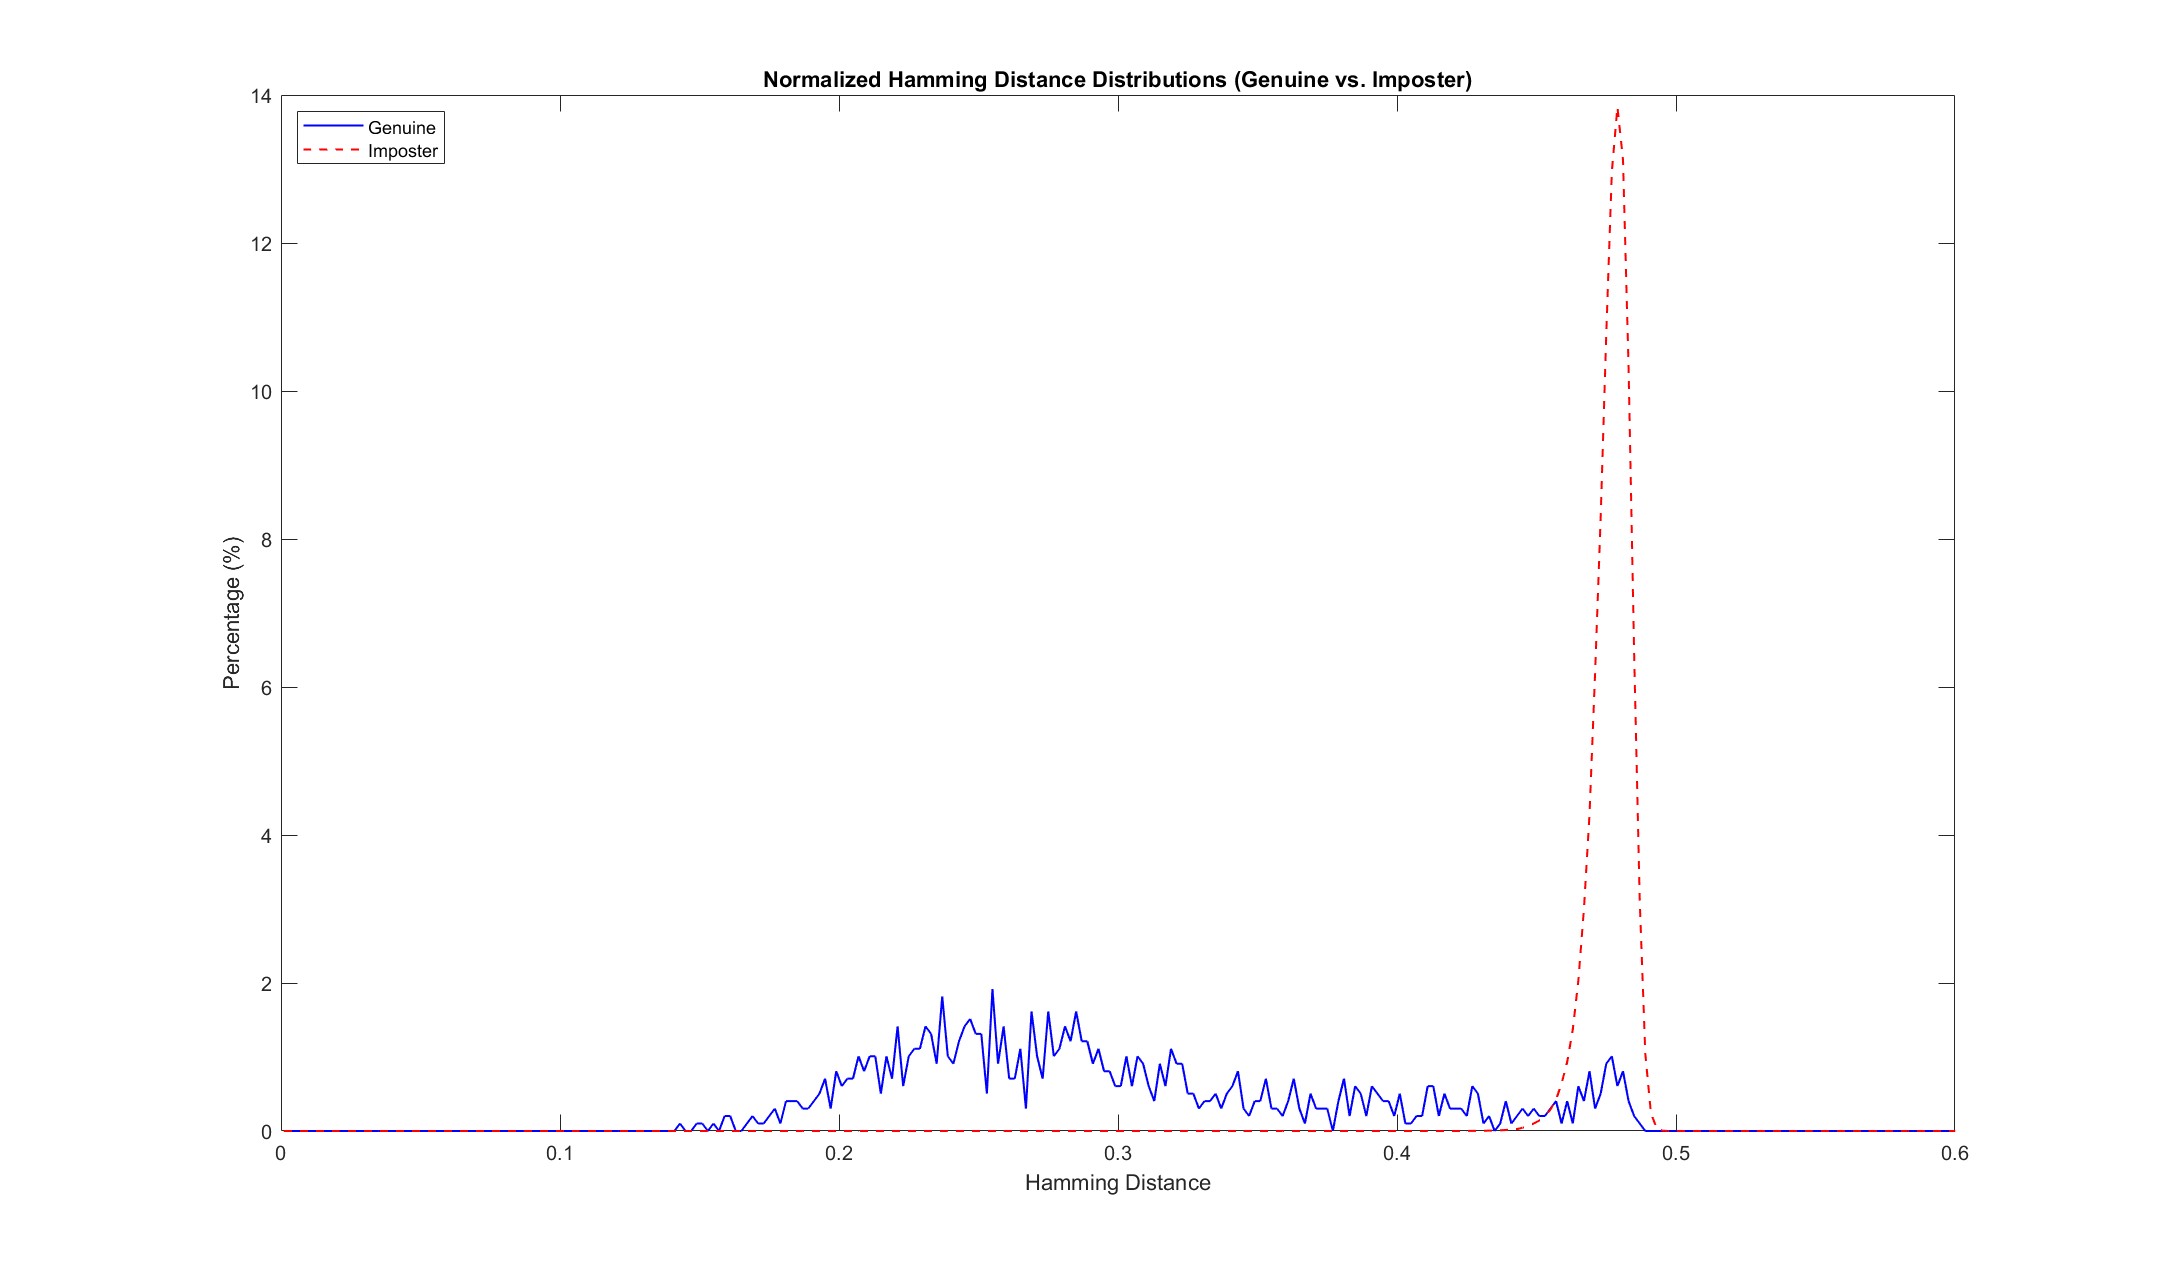 Normalized Hamming Distance Distributions (Genuine vs. Imposter)
14
Genuine
Imposter
12
10
8
6
4
2
0
Percentage (%)
0 0.1 0.2 0.3 0.4 0.5 0.6
Hamming Distance